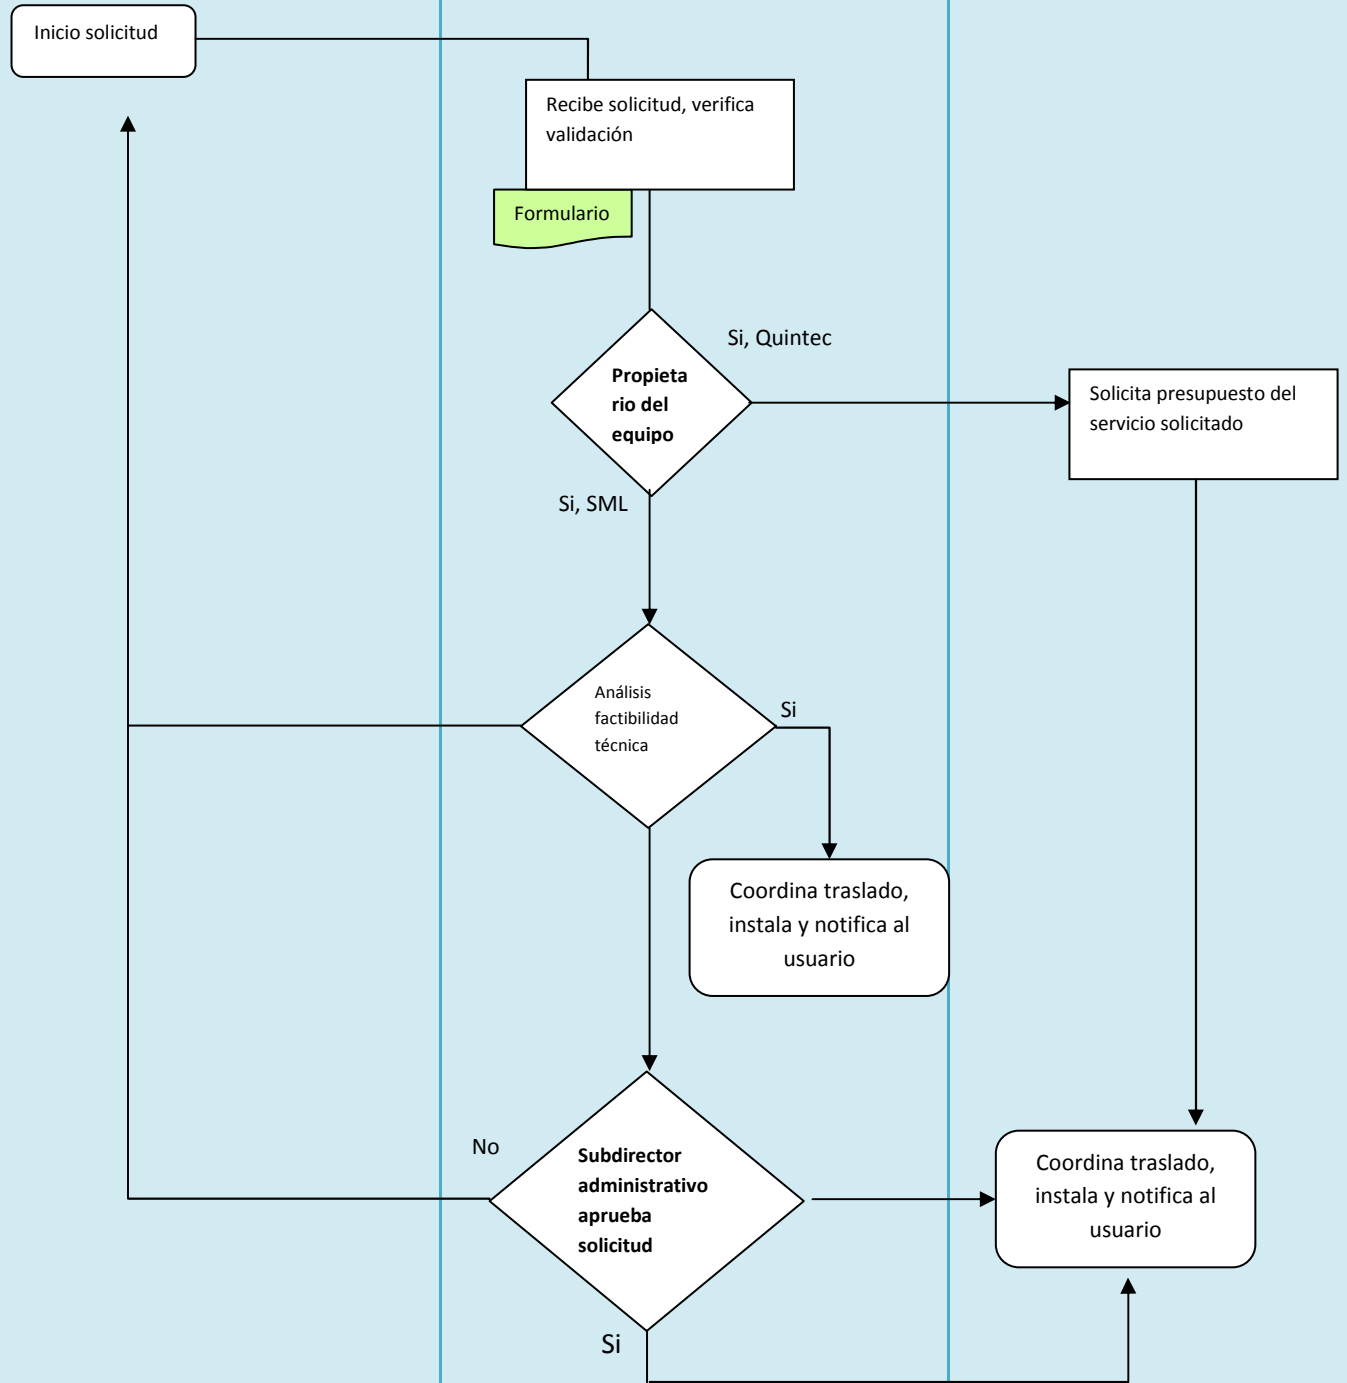 Inicio solicitud
Recibe solicitud, verifica
validación
Formulario
Si, Quintec
Propieta
rio del
equipo
Solicita presupuesto del
servicio solicitado
Si, SML
Análisis
factibilidad
técnica
Si
Coordina traslado,
instala y notifica al
usuario
No
Subdirector
administrativo
aprueba
solicitud
Coordina traslado,
instala y notifica al
usuario
Si